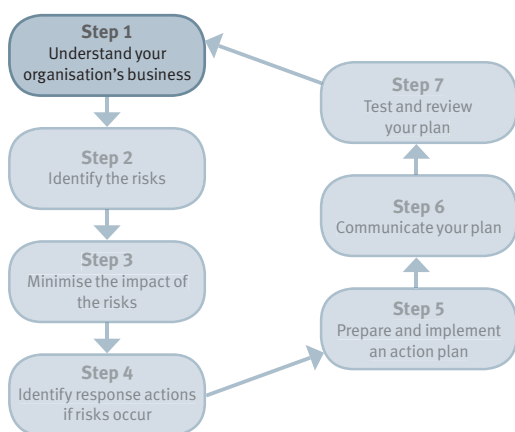 Step 1
Understand your
organisation’s business
Step 2
Identify the risks
Step 3
Minimise the impact of
the risks
Step 4
Identify response actions
if risks occur
Step 5
Prepare and implement
an action plan
Step 6
Communicate your plan
Step 7
Test and review
your plan